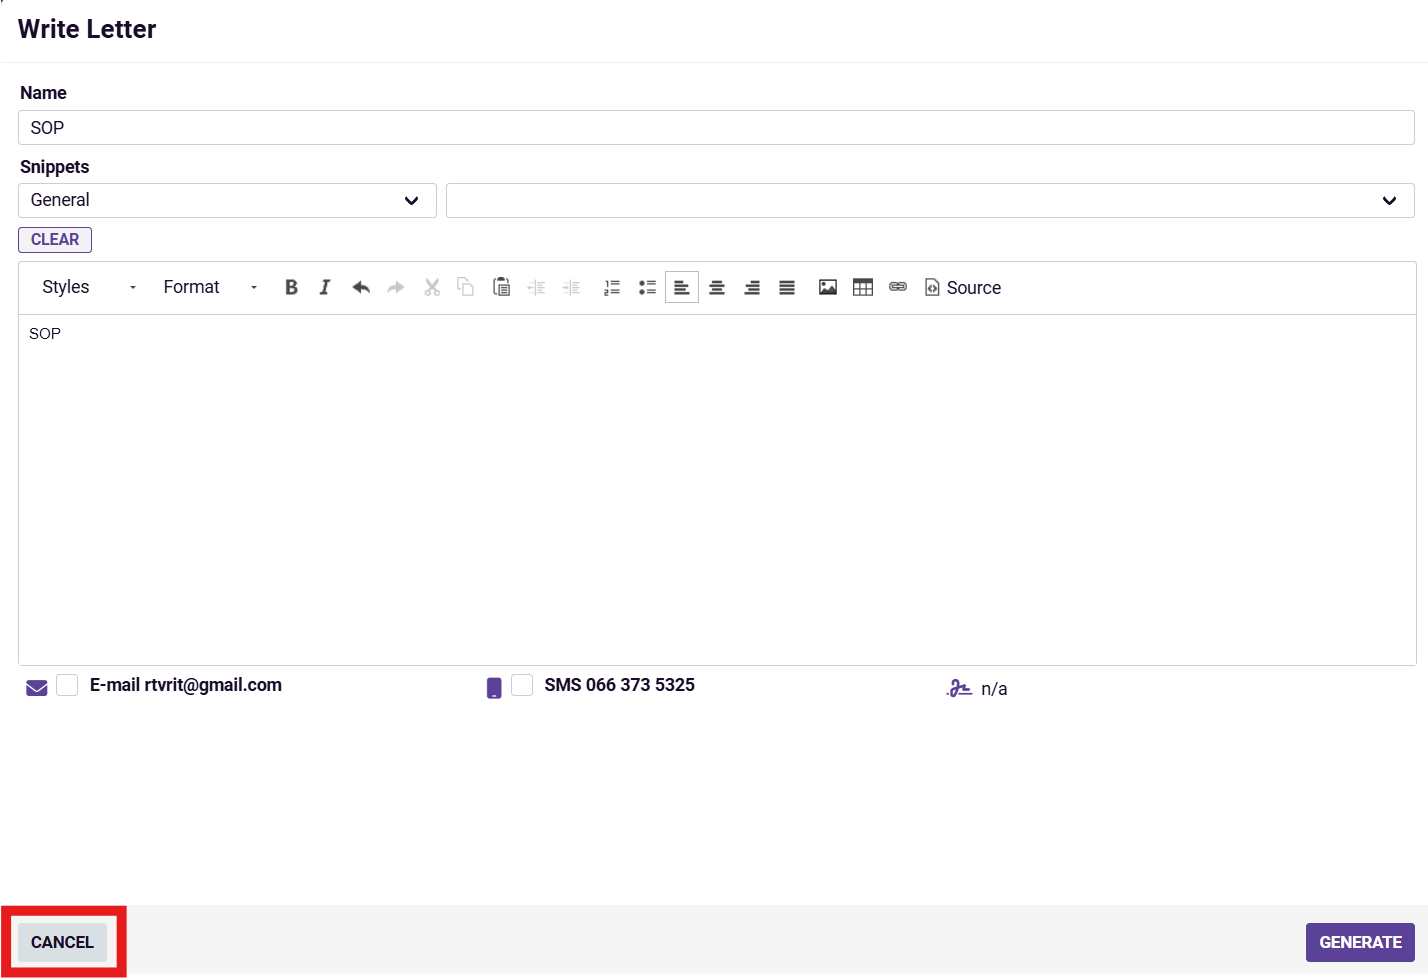 Write Letter
Name
SOP
Snippets
General
CLEAR
Styles Format B I Source
SOP
E-mail rtvrit@gmail.com SMS 066 373 5325 n/a
CANCEL GENERATE